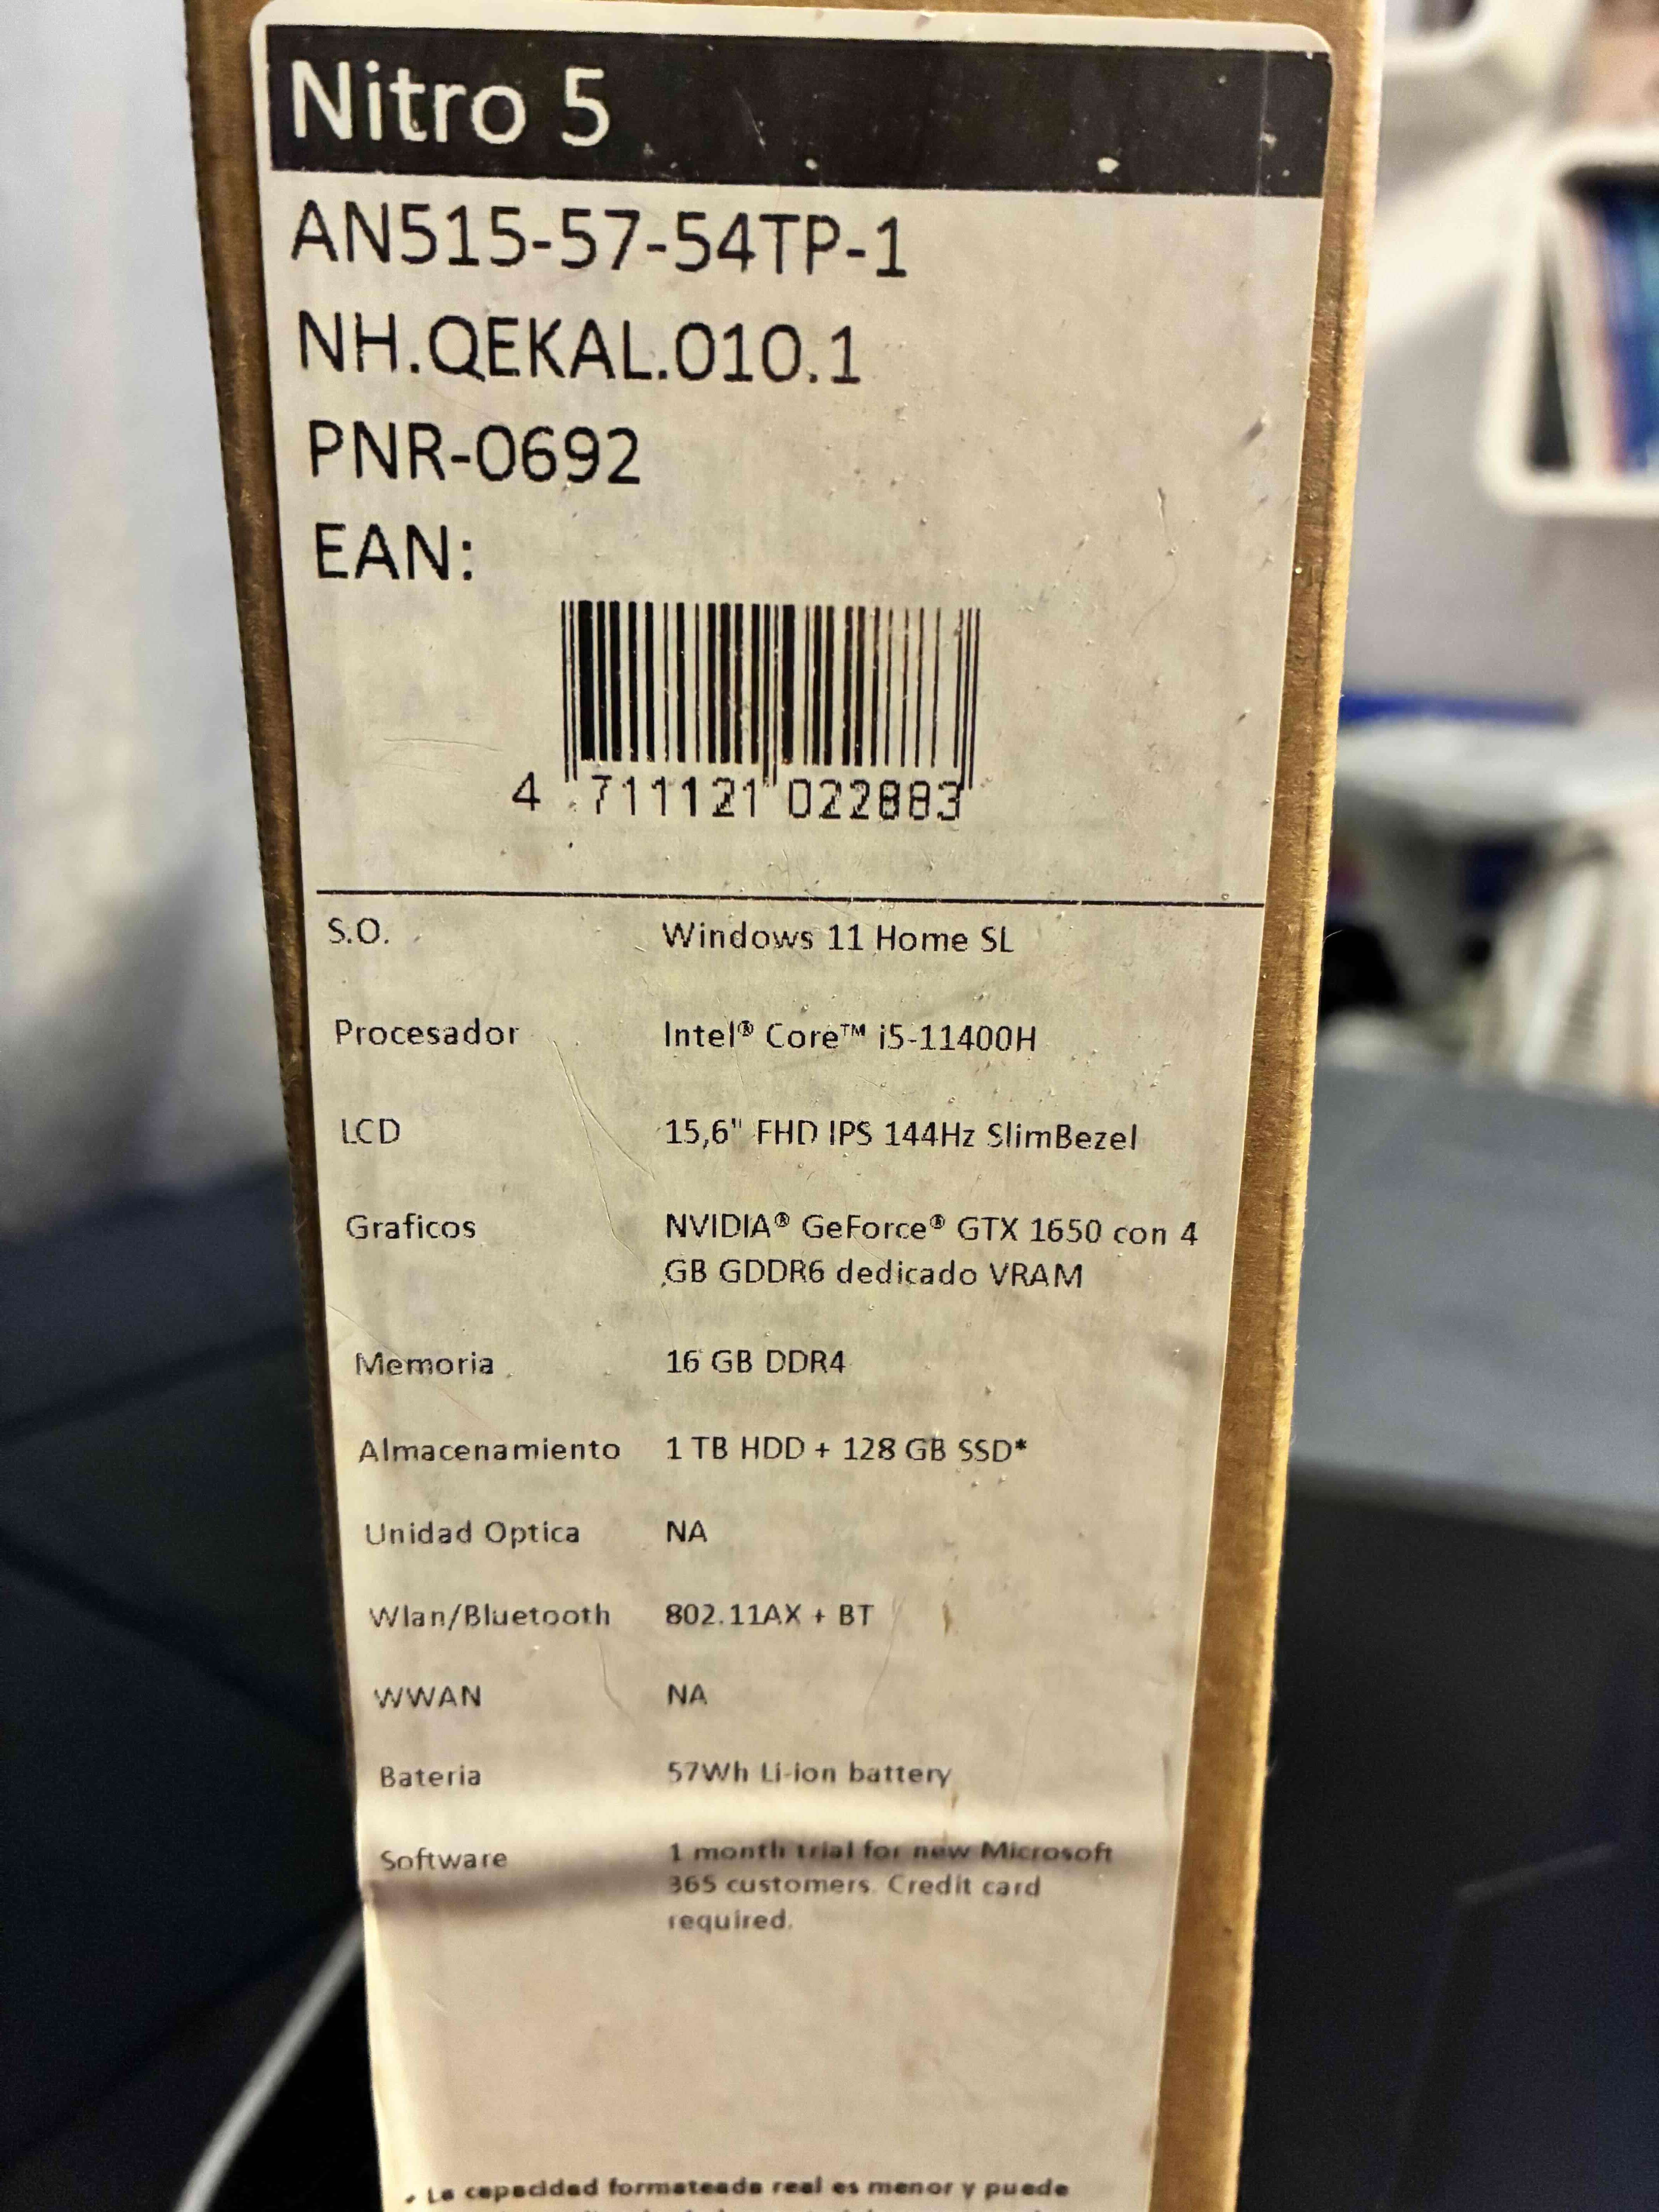 Nitro 5
AN515-57-54TP-1
NH.QEKAL.010.1
PNR-0692
EAN:
4 711121 022883
S.O. Windows 11 Home SL
Procesador Intel® Core™ i5-11400H
LCD 15,6" FHD IPS 144Hz SlimBezel
Graficos NVIDIA® GeForce® GTX 1650 con 4
GB GDDR6 dedicado VRAM
Memoria 16 GB DDR4
Almacenamiento 1 TB HDD + 128 GB SSD*
Unidad Optica NA
Wlan/Bluetooth 802.11AX + BT
WWAN NA
Bateria 57Wh Li-ion battery
Software 1 month trial for new Microsoft
365 customers. Credit card
required.
* La capacidad formateada real es menor y puede